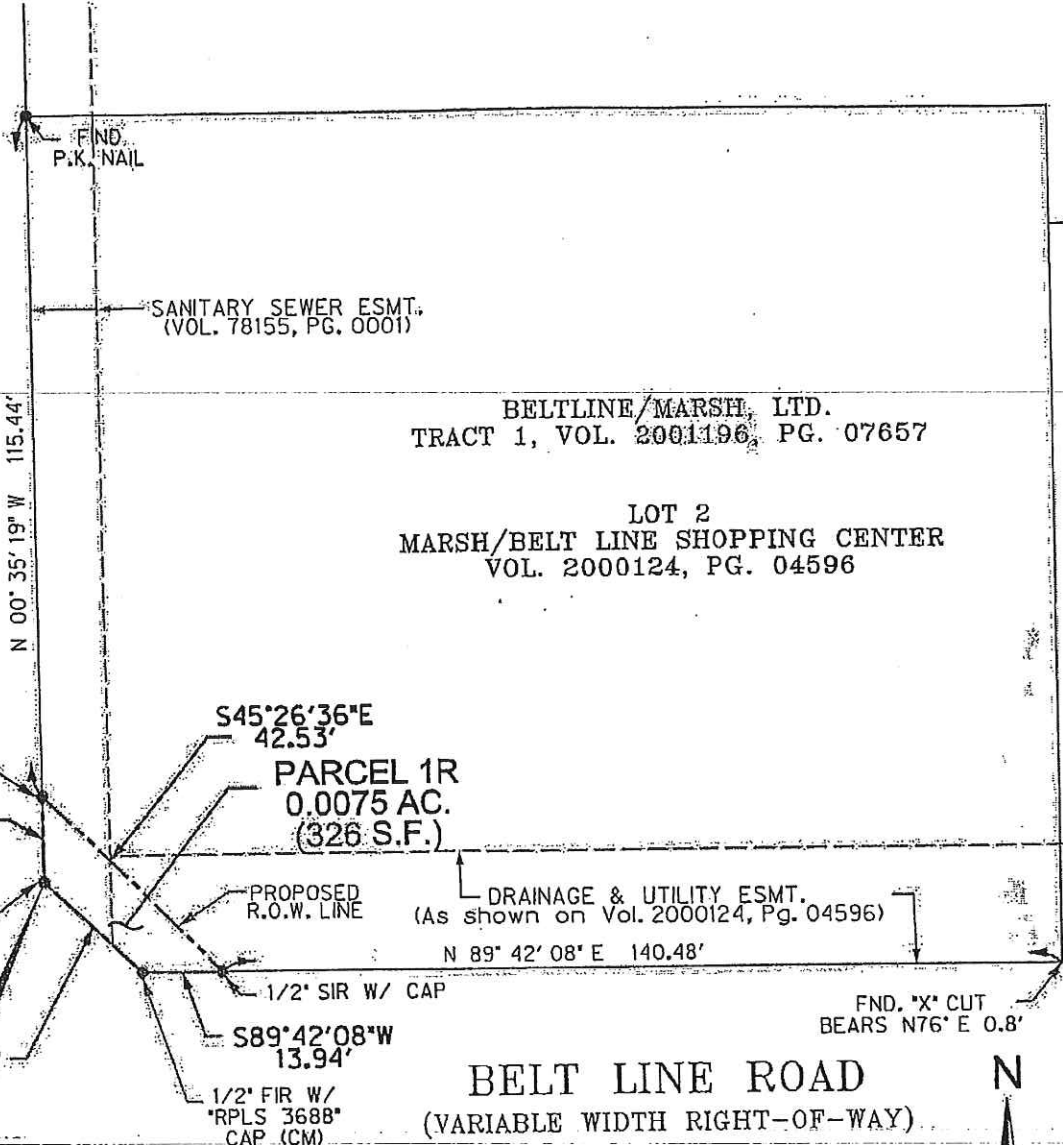 FND.
P.K. NAIL
SANITARY SEWER ESMT.
(VOL. 78155, PG. 0001)
N 00° 35' 19" W 115.44'
BELTLINE/MARSH, LTD.
TRACT 1, VOL. 2001196, PG. 07657
LOT 2
MARSH/BELT LINE SHOPPING CENTER
VOL. 2000124, PG. 04596
S45°26'36"E
42.53'
PARCEL 1R
0.0075 AC.
(326 S.F.)
PROPOSED
R.O.W. LINE
DRAINAGE & UTILITY ESMT.
(As shown on Vol. 2000124, Pg. 04596)
N 89° 42' 08" E 140.48'
1/2" SIR W/ CAP
FND. "X" CUT
BEARS N76° E 0.8'
S89°42'08"W
13.94'
1/2" FIR W/
"RPLS 3688"
CAP (CM)
BELT LINE ROAD
(VARIABLE WIDTH RIGHT-OF-WAY)
N